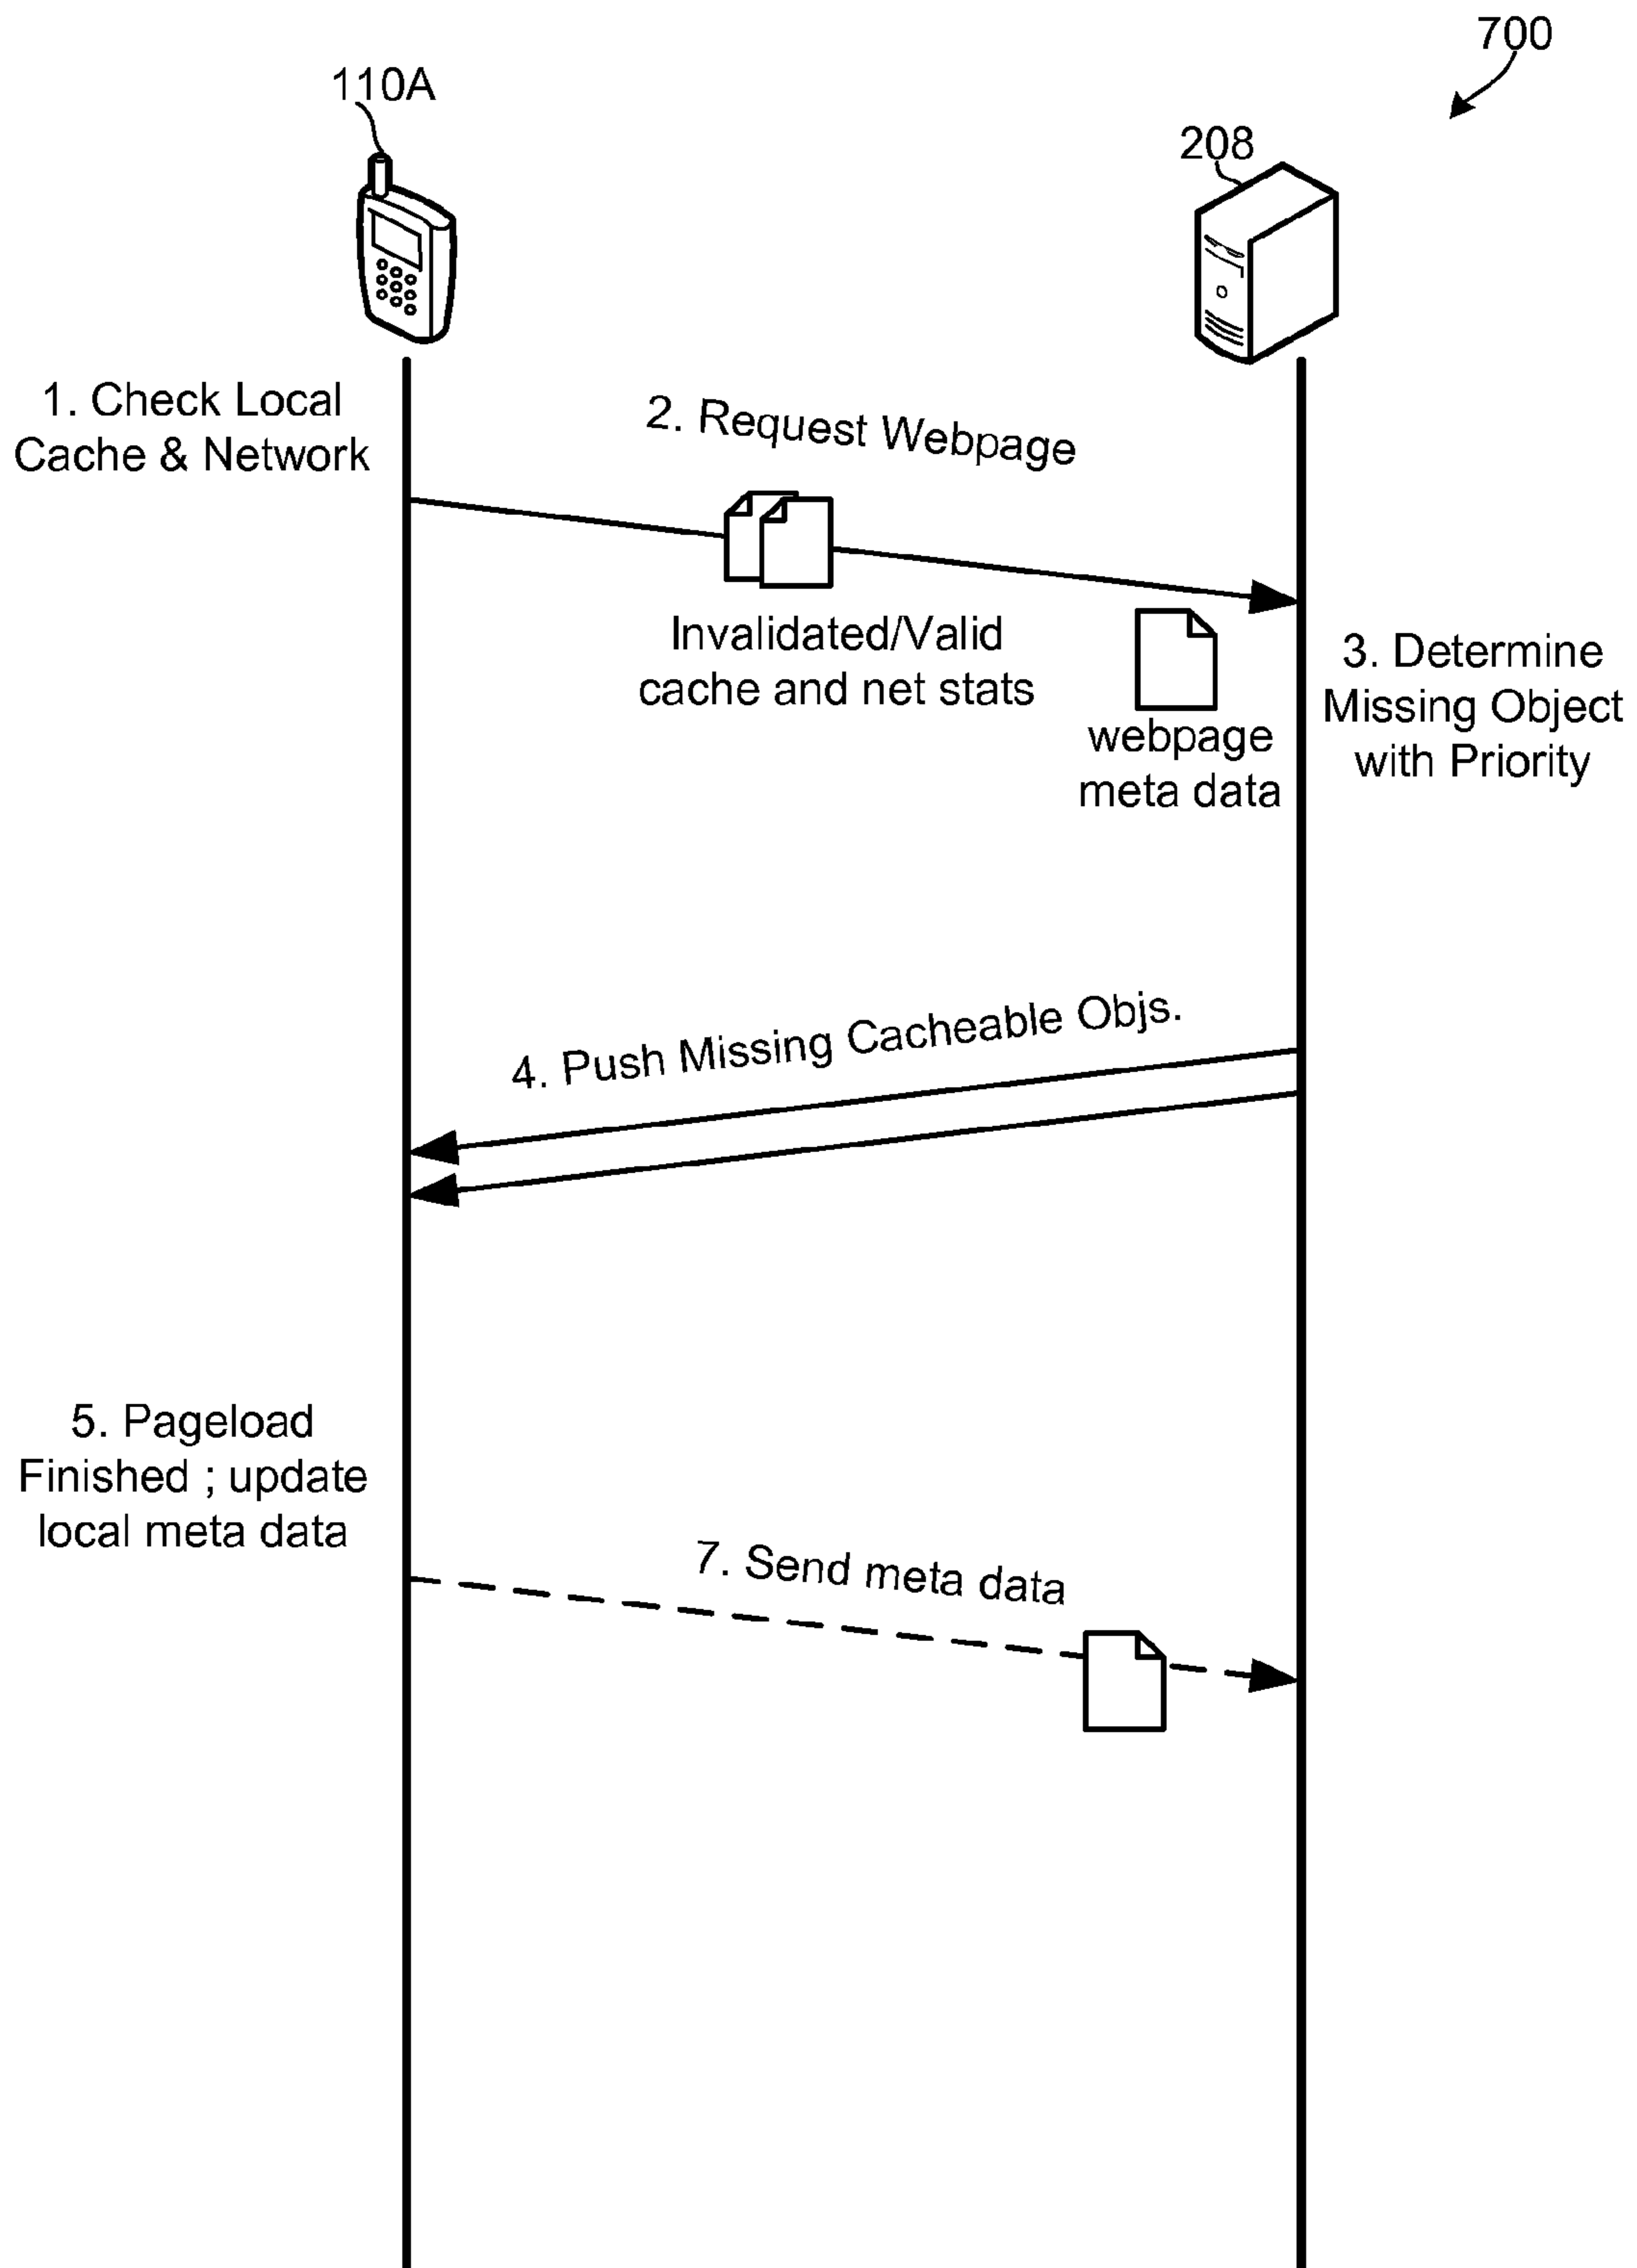 700
110A
208
1. Check Local
Cache & Network
2. Request Webpage
Invalidated/Valid
cache and net stats
webpage
meta data
3. Determine
Missing Object
with Priority
4. Push Missing Cacheable Objs.
5. Pageload
Finished ; update
local meta data
7. Send meta data